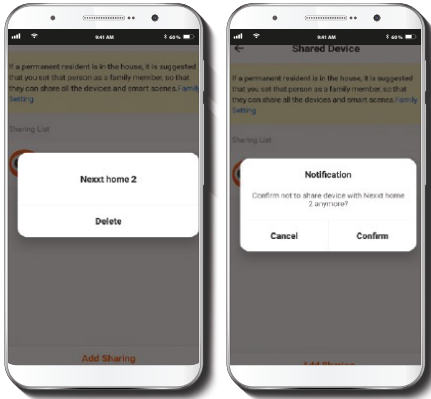 9:41 AM
60%
If a permanent resident is in the house, it is suggested
that you set that person as a family member, so that
they can share all the devices and smart scenes.Family
Setting
Sharing List
Nexxt home 2
Delete
Add Sharing
9:41 AM
60%
Shared Device
If a permanent resident is in the house, it is suggested
that you set that person as a family member, so that
they can share all the devices and smart scenes.Family
Setting
Sharing List
Notification
Confirm not to share device with Nexxt home
2 anymore?
Cancel Confirm
Add Sharing